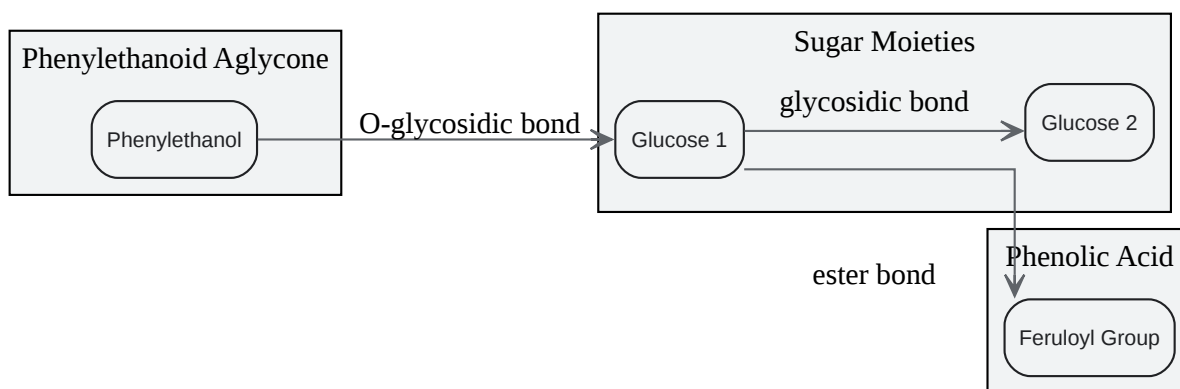 Phenylethanoid Aglycone
Phenylethanol
O-glycosidic bond
Sugar Moieties
Glucose 1
glycosidic bond
Glucose 2
ester bond
Phenolic Acid
Feruloyl Group